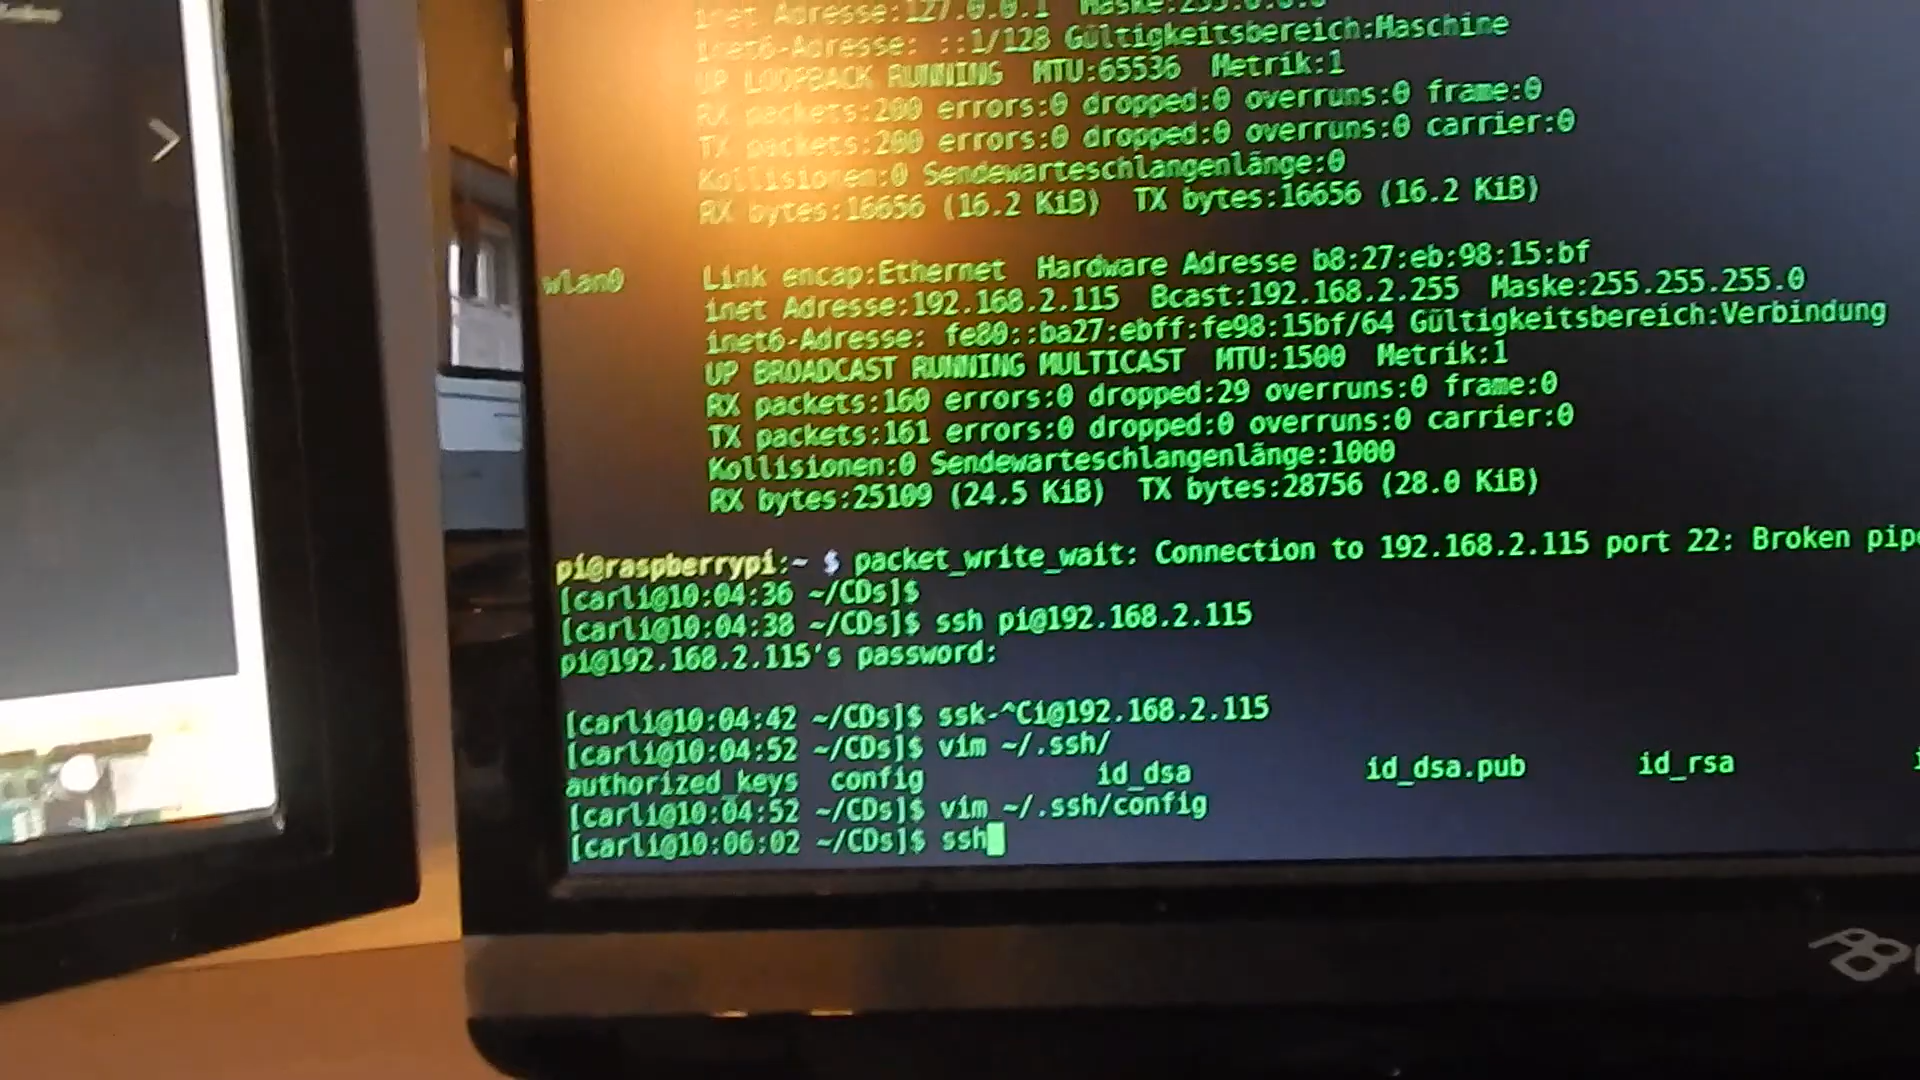 inet Adresse:127.0.0.1 Maske:255.0.0.0
inet6-Adresse: ::1/128 Gültigkeitsbereich:Maschine
UP LOOPBACK RUNNING MTU:65536 Metrik:1
RX packets:200 errors:0 dropped:0 overruns:0 frame:0
TX packets:200 errors:0 dropped:0 overruns:0 carrier:0
Kollisionen:0 Sendewarteschlangenlänge:0
RX bytes:16656 (16.2 KiB) TX bytes:16656 (16.2 KiB)
wlan0 Link encap:Ethernet Hardware Adresse b8:27:eb:98:15:bf
inet Adresse:192.168.2.115 Bcast:192.168.2.255 Maske:255.255.255.0
inet6-Adresse: fe80::ba27:ebff:fe98:15bf/64 Gültigkeitsbereich:Verbindung
UP BROADCAST RUNNING MULTICAST MTU:1500 Metrik:1
RX packets:160 errors:0 dropped:29 overruns:0 frame:0
TX packets:161 errors:0 dropped:0 overruns:0 carrier:0
Kollisionen:0 Sendewarteschlangenlänge:1000
RX bytes:25109 (24.5 KiB) TX bytes:28756 (28.0 KiB)
pi@raspberrypi:~ $ packet_write_wait: Connection to 192.168.2.115 port 22: Broken pipe
[carli@10:04:36 ~/CDs]$
[carli@10:04:38 ~/CDs]$ ssh pi@192.168.2.115
pi@192.168.2.115's password:
[carli@10:04:42 ~/CDs]$ ssk-^Ci@192.168.2.115
[carli@10:04:52 ~/CDs]$ vim ~/.ssh/
authorized_keys config id_dsa id_dsa.pub id_rsa
[carli@10:04:52 ~/CDs]$ vim ~/.ssh/config
[carli@10:06:02 ~/CDs]$ ssh